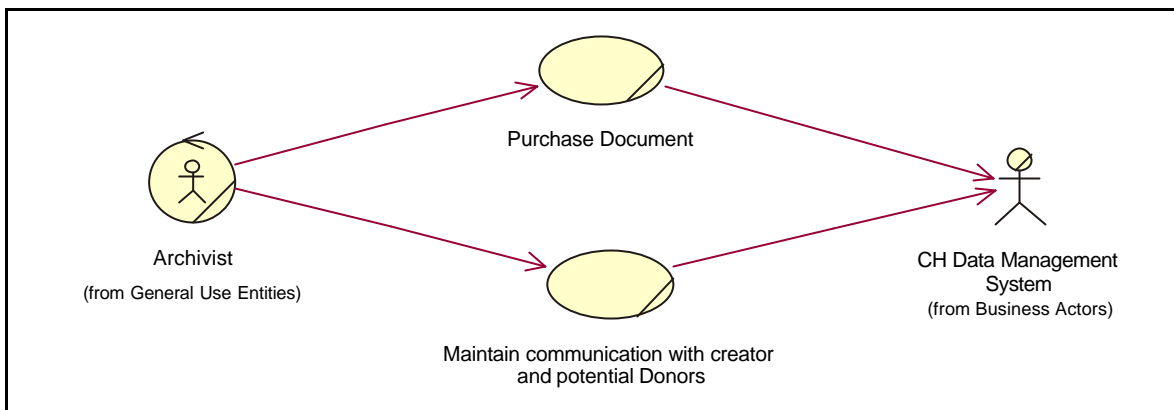 Purchase Document
Archivist
(from General Use Entities)
CH Data Management
System
(from Business Actors)
Maintain communication with creator
and potential Donors